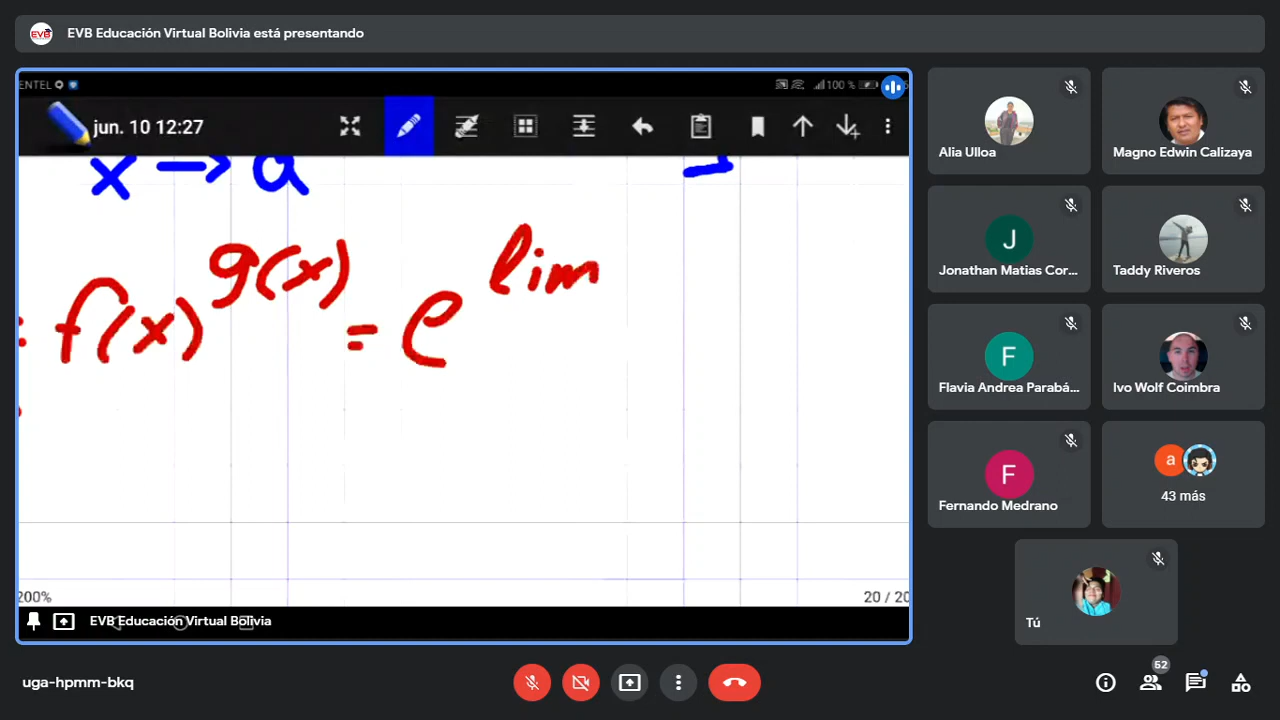 EVB Educación Virtual Bolivia está presentando
ENTEL
100 %
jun. 10 12:27
x → a
= f(x)^g(x) = e^lim
200%
20 / 20
EVB Educación Virtual Bolivia
Alia Ulloa
Magno Edwin Calizaya
J
Jonathan Matias Cor...
Taddy Riveros
F
Flavia Andrea Parabá...
Ivo Wolf Coimbra
F
Fernando Medrano
a
43 más
Tú
uga-hpmm-bkq
52